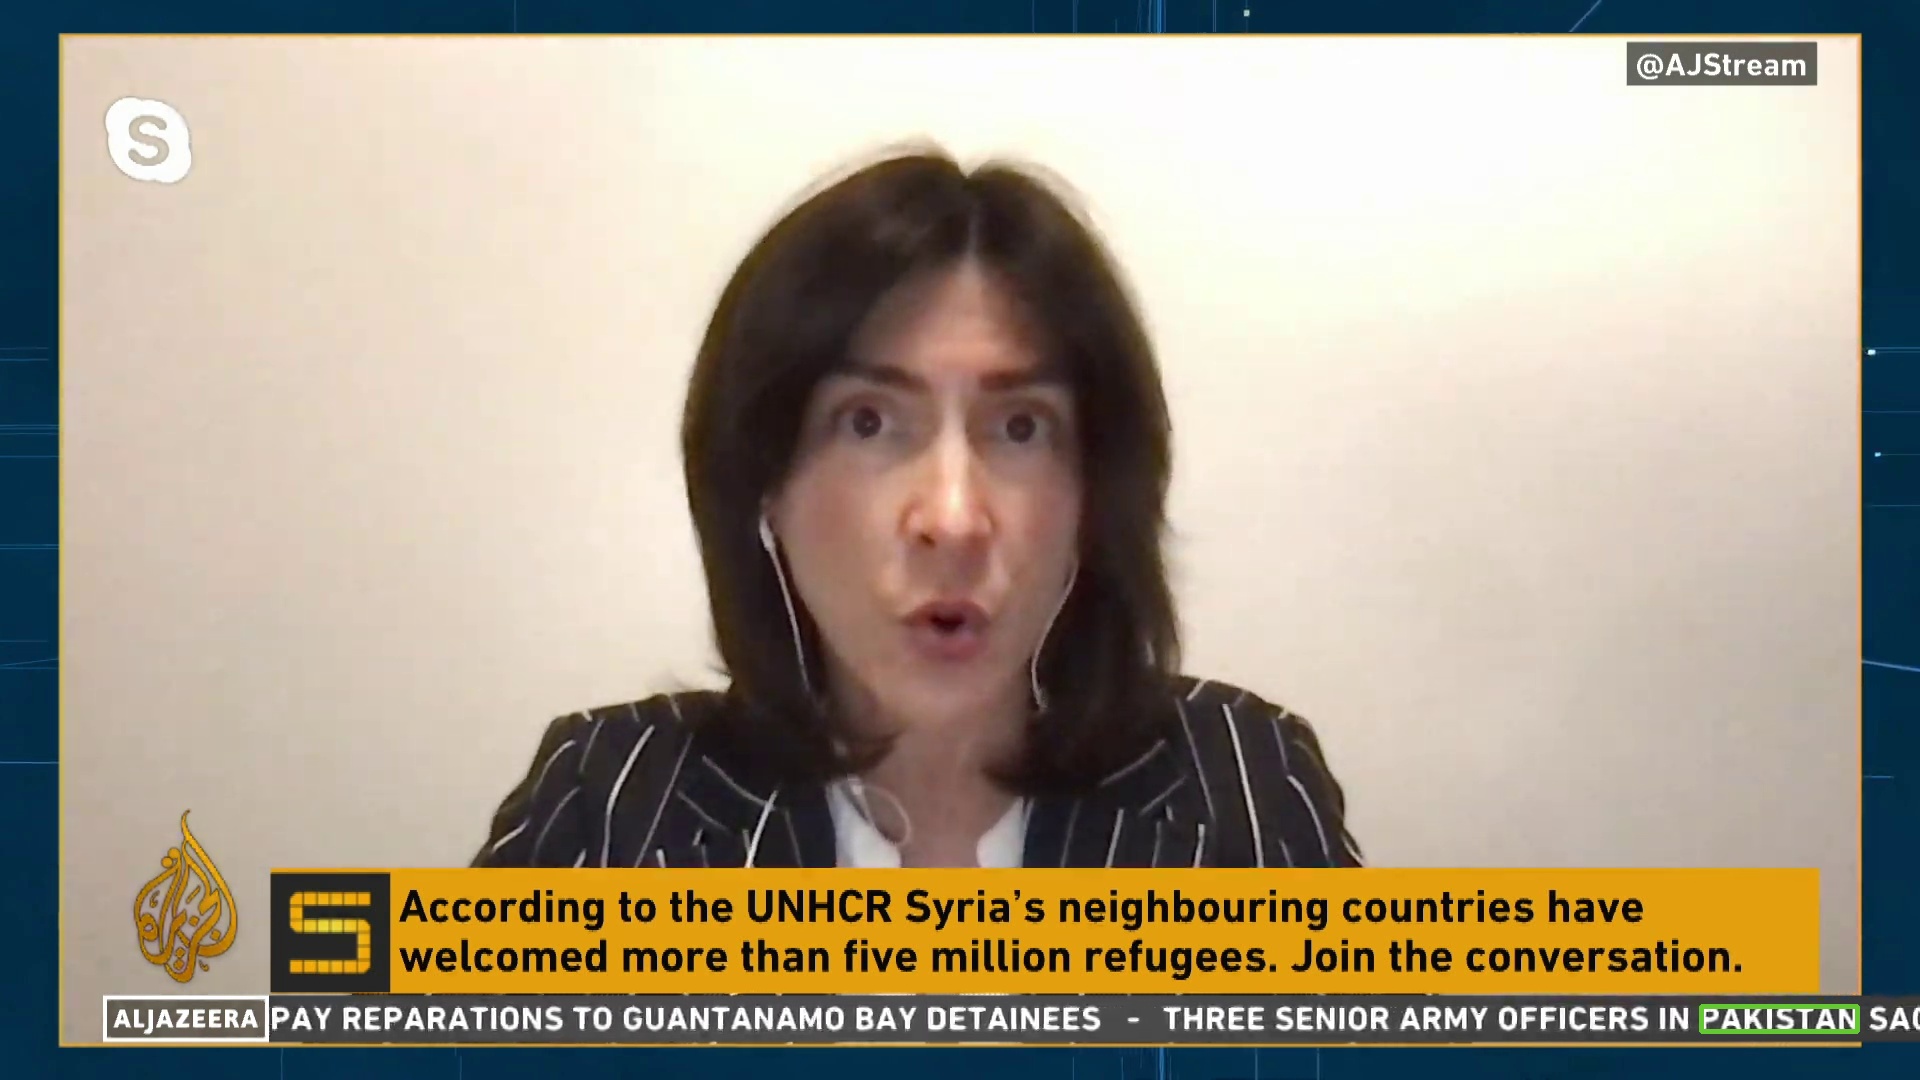 @AJStream
According to the UNHCR Syria's neighbouring countries have
welcomed more than five million refugees. Join the conversation.
ALJAZEERA PAY REPARATIONS TO GUANTANAMO BAY DETAINEES - THREE SENIOR ARMY OFFICERS IN PAKISTAN